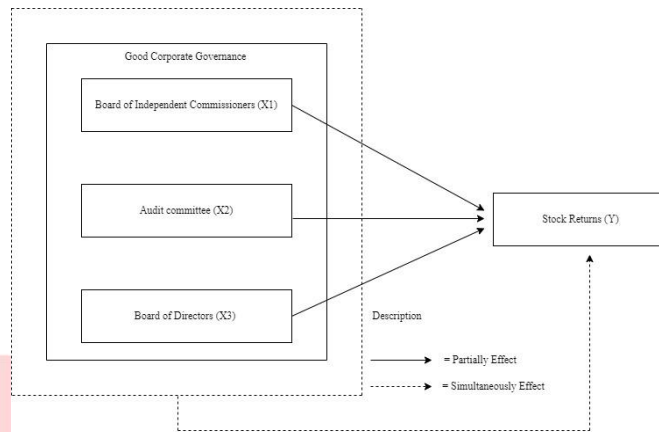 Good Corporate Governance
Board of Independent Commissioners (X1)
Audit committee (X2)
Stock Returns (Y)
Board of Directors (X3)
Description
= Partially Effect
= Simultaneously Effect